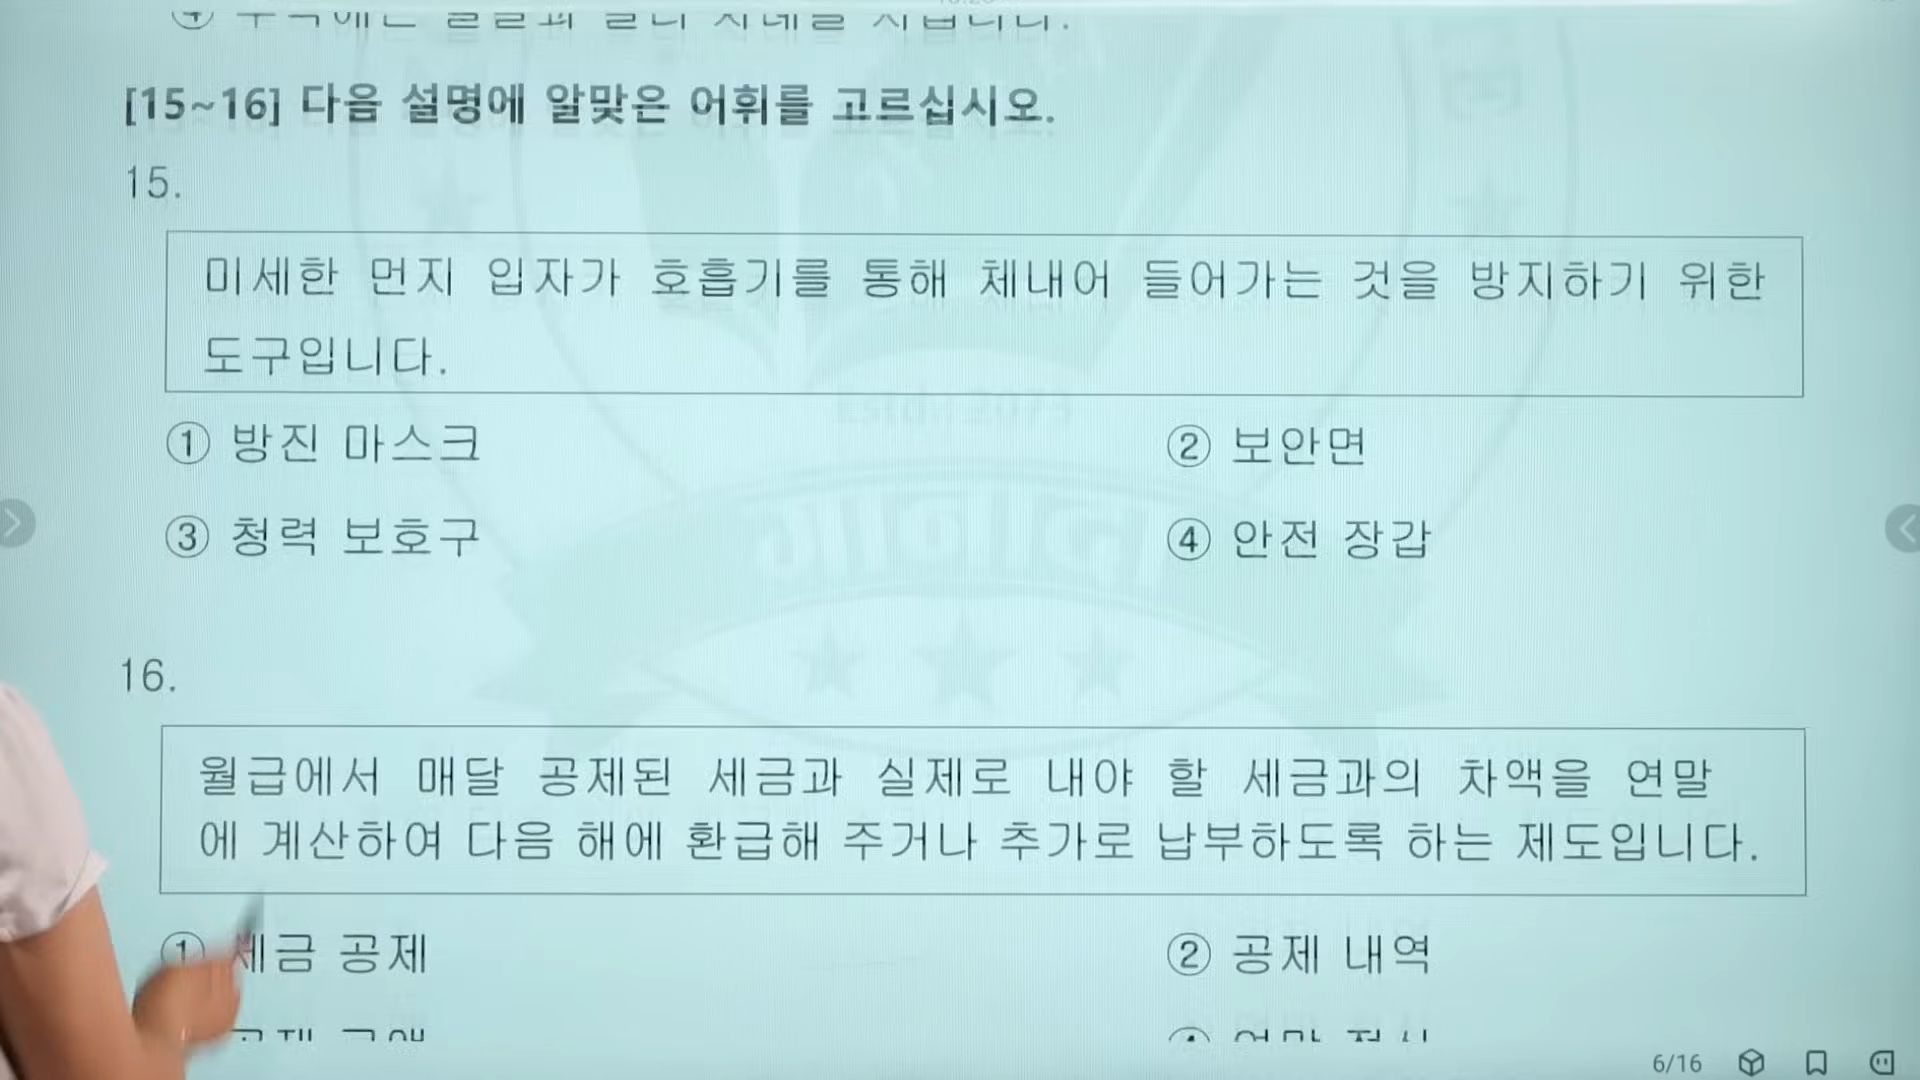 [15~16] 다음 설명에 알맞은 어휘를 고르십시오.
15.
미세한 먼지 입자가 호흡기를 통해 체내어 들어가는 것을 방지하기 위한
도구입니다.
① 방진 마스크 ② 보안면
③ 청력 보호구 ④ 안전 장갑
Estd.: 2073
16.
월급에서 매달 공제된 세금과 실제로 내야 할 세금과의 차액을 연말
에 계산하여 다음 해에 환급해 주거나 추가로 납부하도록 하는 제도입니다.
① 세금 공제 ② 공제 내역
6/16